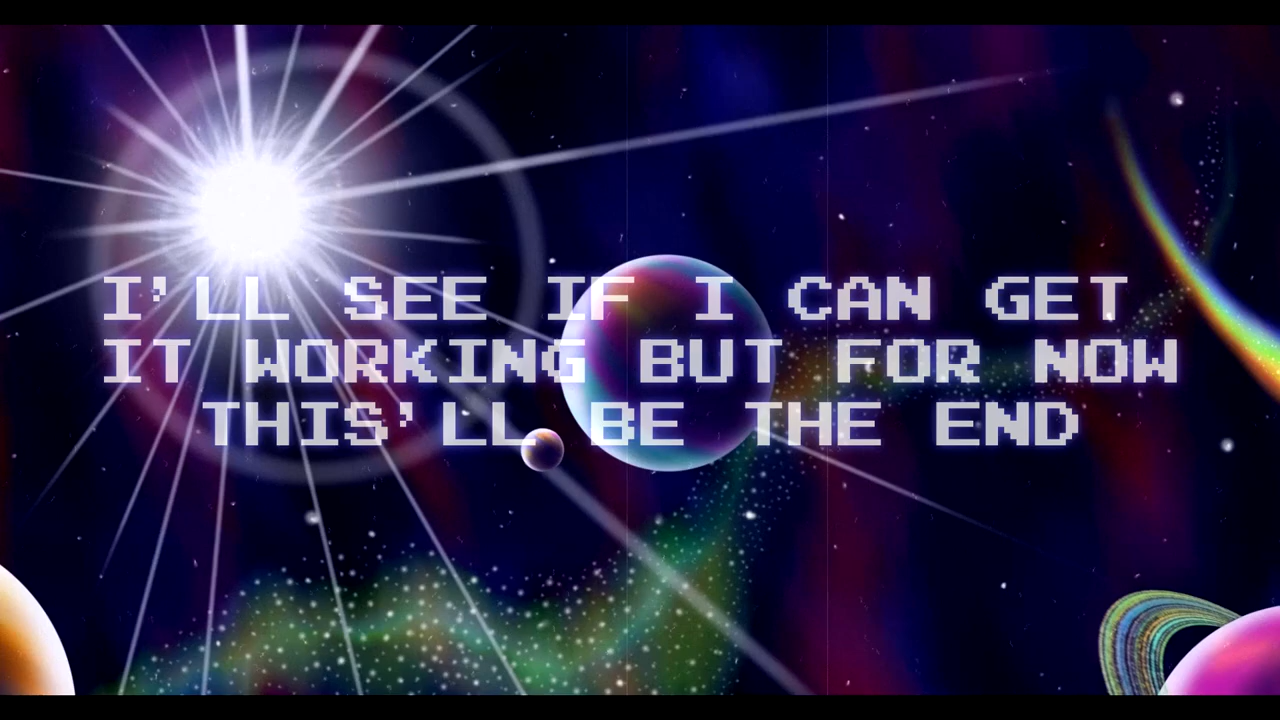 I'LL SEE IF I CAN GET
IT WORKING BUT FOR NOW
THIS'LL BE THE END